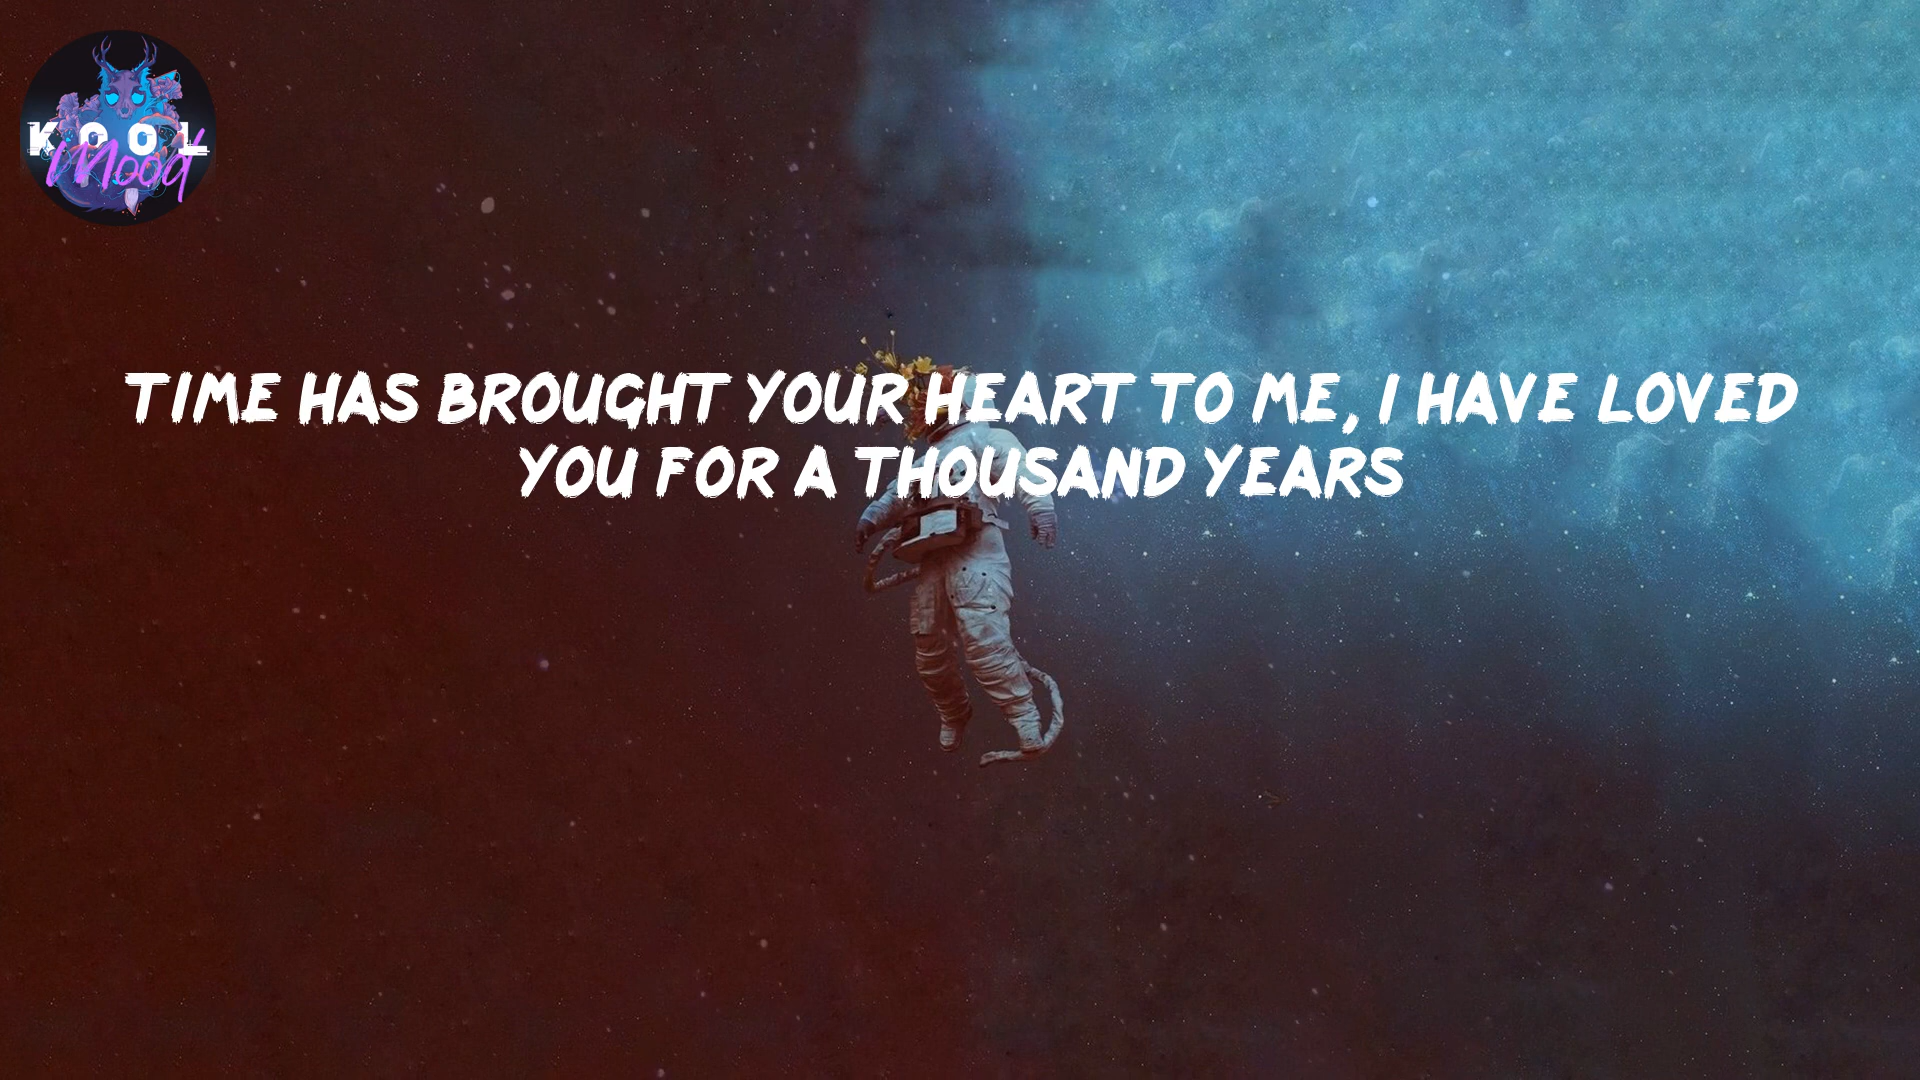 KOOL
Mood
TIME HAS BROUGHT YOUR HEART TO ME, I HAVE LOVED
YOU FOR A THOUSAND YEARS